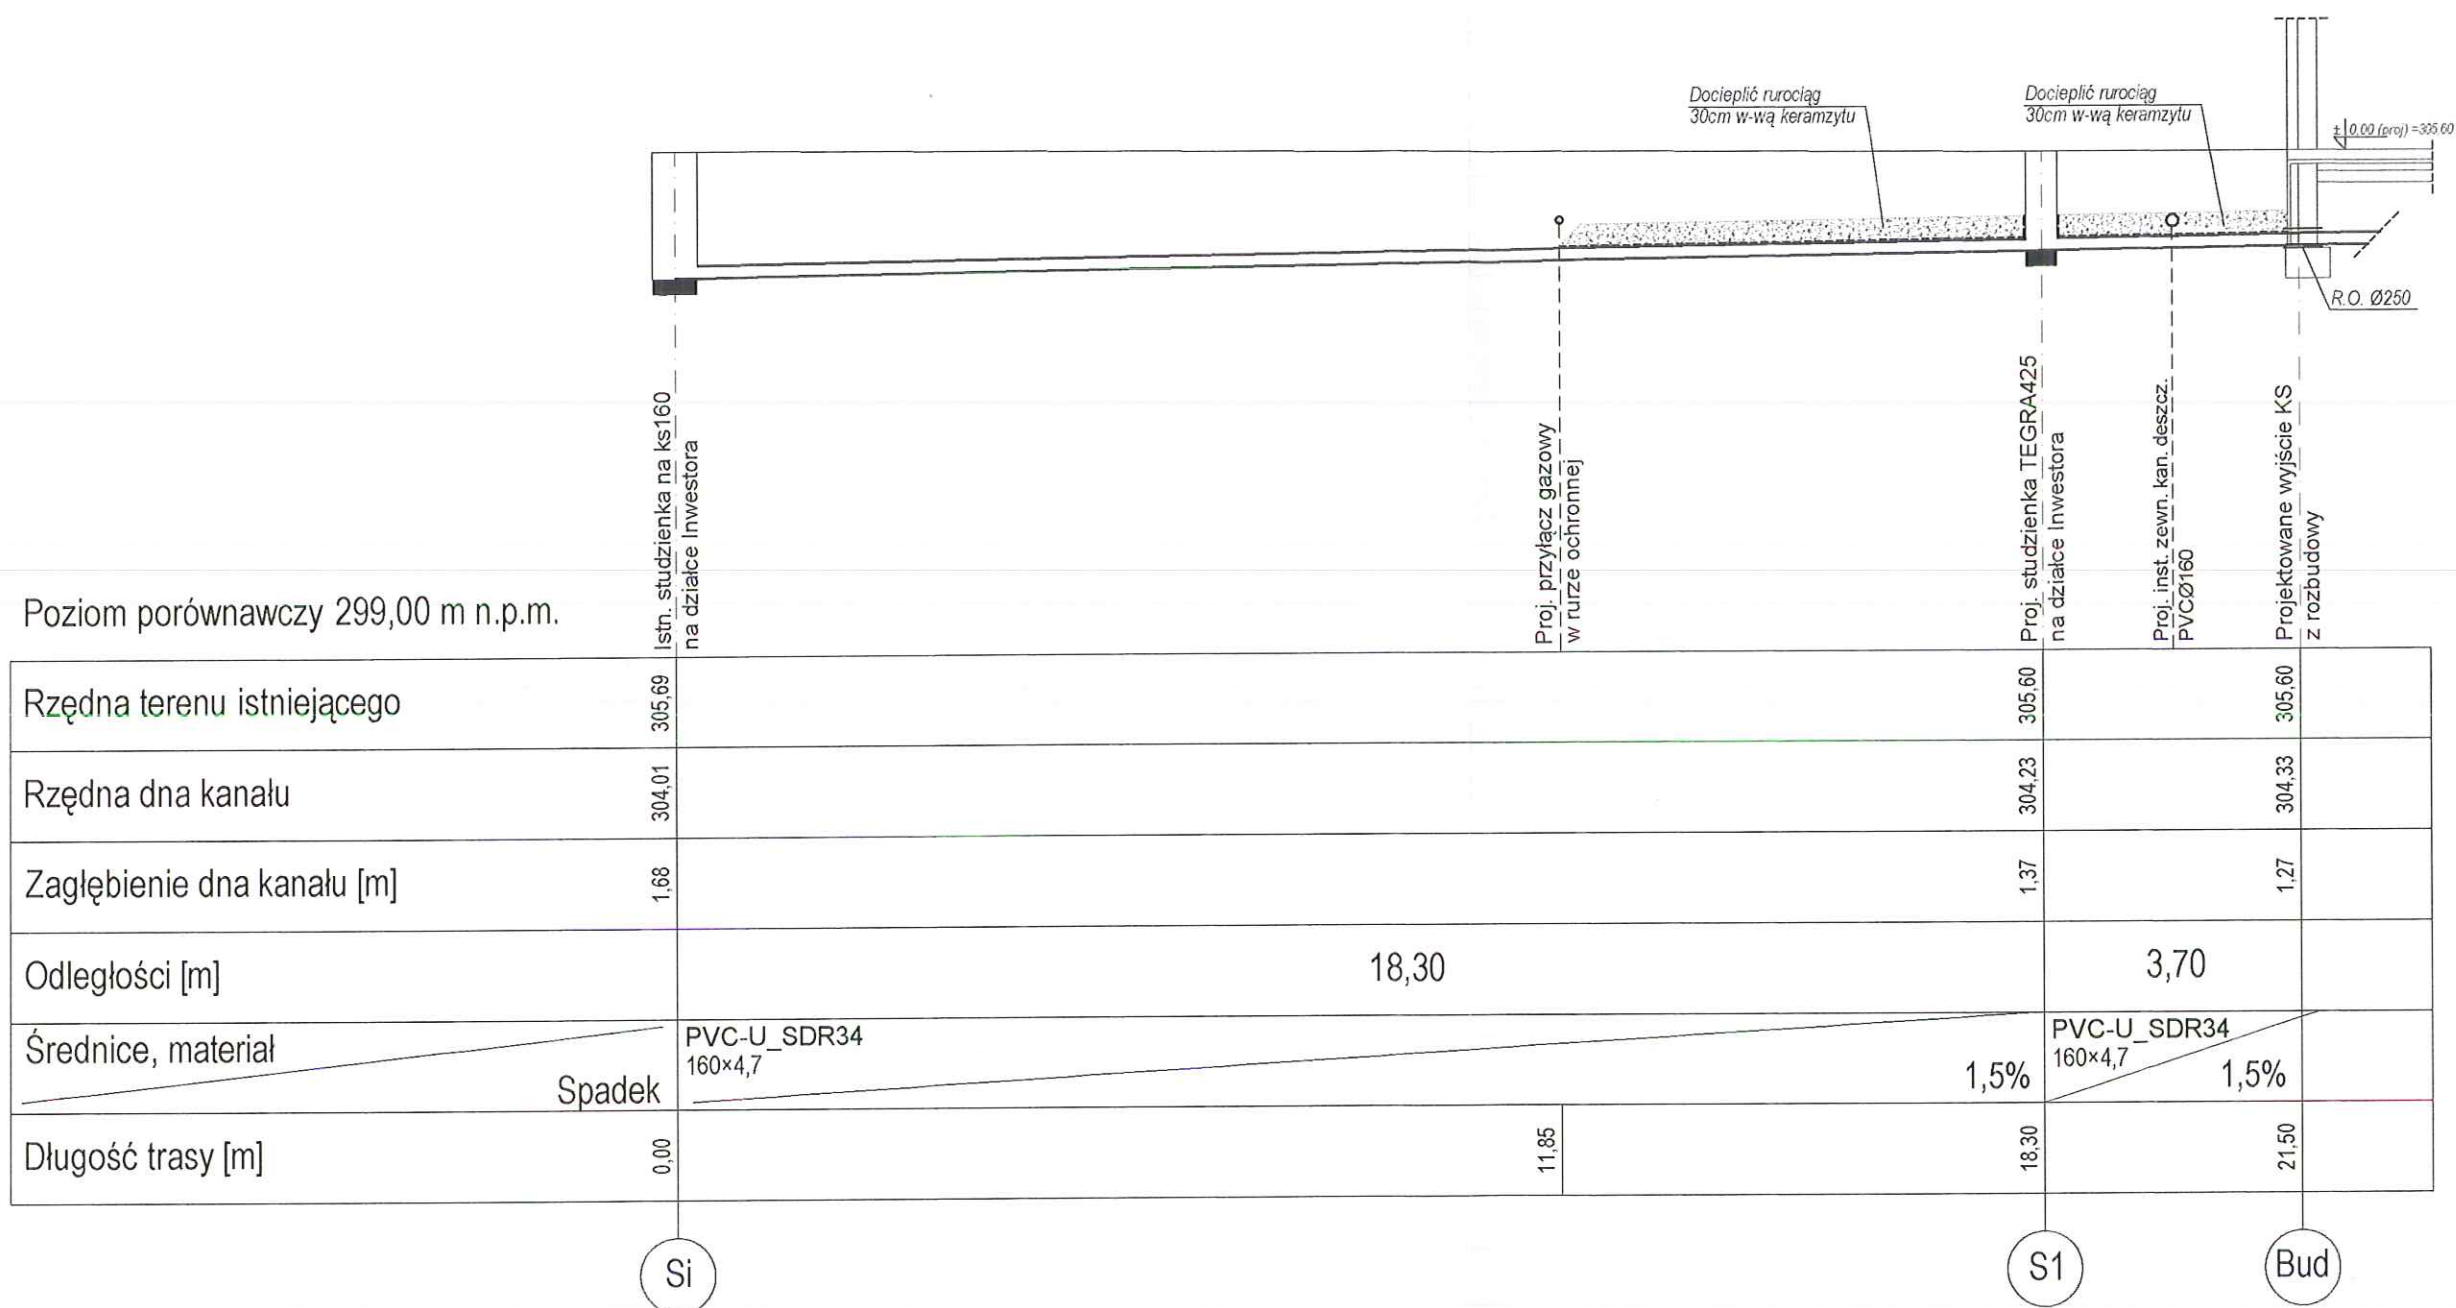 Docieplić rurociąg
30cm w-wą keramzytu
Docieplić rurociąg
30cm w-wą keramzytu
±0,00 (proj) =305,60
R.O. Ø250
Istn. studzienka na ks160
na działce Inwestora
Proj. przyłącz gazowy
w rurze ochronnej
Proj. studzienka TEGRA425
na działce Inwestora
Proj. inst. zewn. kan. deszcz.
PVCØ160
Projektowane wyjście KS
z rozbudowy
Poziom porównawczy 299,00 m n.p.m.
Rzędna terenu istniejącego
305,69
305,60
305,60
Rzędna dna kanału
304,01
304,23
304,33
Zagłębienie dna kanału [m]
1,68
1,37
1,27
Odległości [m]
18,30
3,70
Średnice, materiał
Spadek
PVC-U_SDR34
160×4,7
1,5%
PVC-U_SDR34
160×4,7
1,5%
Długość trasy [m]
0,00
11,85
18,30
21,50
Si
S1
Bud